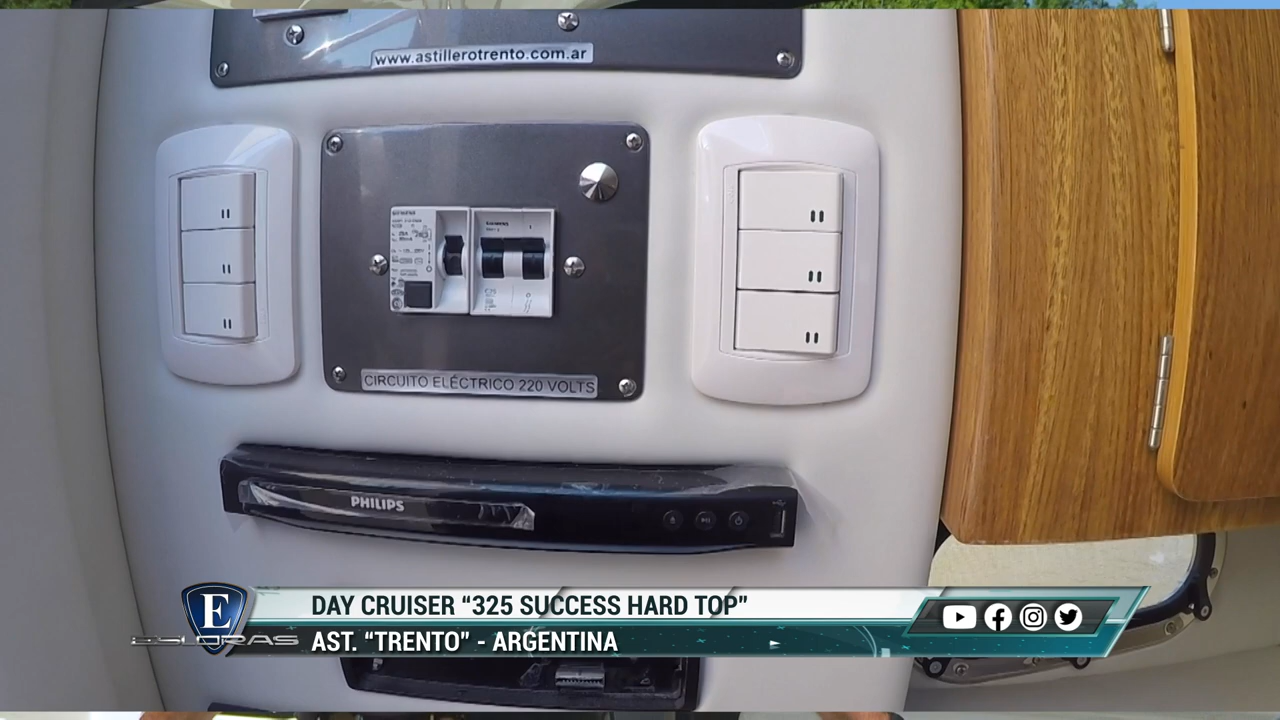 www.astillerotrento.com.ar
SIEMENS
CIRCUITO ELÉCTRICO 220 VOLTS
PHILIPS
E
ESLORAS
DAY CRUISER “325 SUCCESS HARD TOP”
AST. “TRENTO” - ARGENTINA